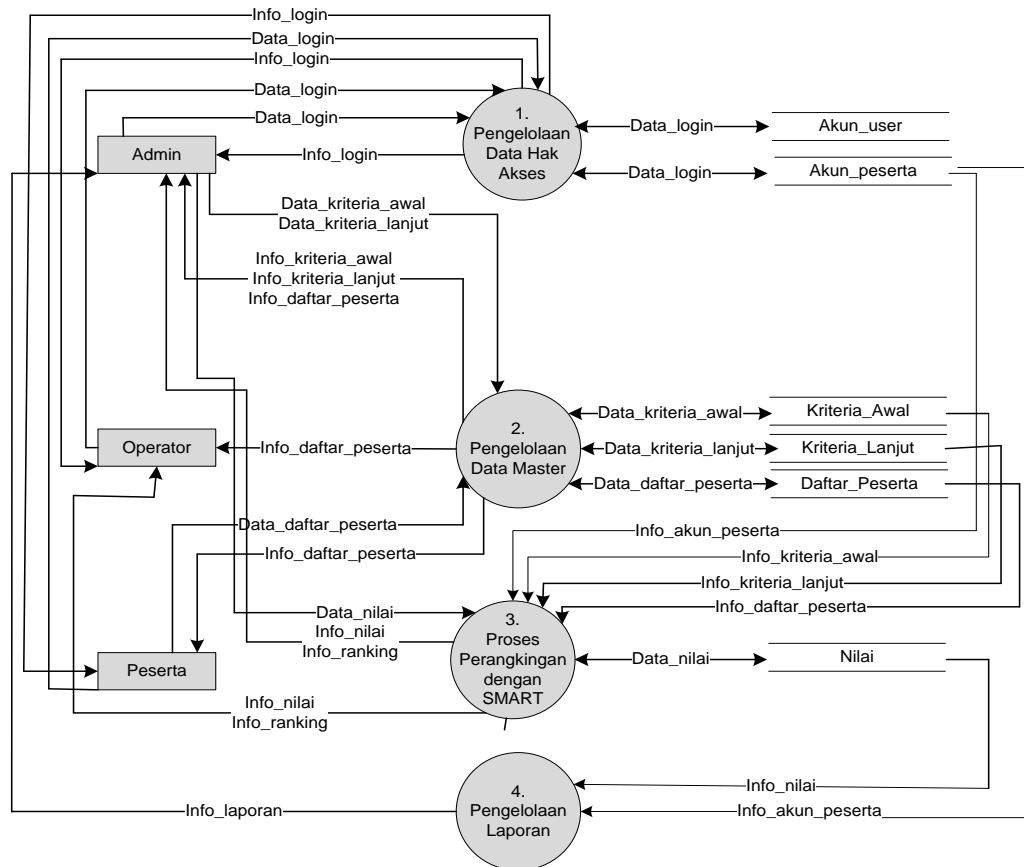 Info_login
Data_login
Info_login
Data_login
Data_login
Info_login
Admin
1.
Pengelolaan
Data Hak
Akses
Data_login
Akun_user
Data_login
Akun_peserta
Data_kriteria_awal
Data_kriteria_lanjut
Info_kriteria_awal
Info_kriteria_lanjut
Info_daftar_peserta
Operator
Info_daftar_peserta
2.
Pengelolaan
Data Master
Data_kriteria_awal
Kriteria_Awal
Data_kriteria_lanjut
Kriteria_Lanjut
Data_daftar_peserta
Daftar_Peserta
Data_daftar_peserta
Info_daftar_peserta
Info_akun_peserta
Info_kriteria_awal
Info_kriteria_lanjut
Info_daftar_peserta
Data_nilai
Info_nilai
Info_ranking
Peserta
3.
Proses
Perangkingan
dengan
SMART
Data_nilai
Nilai
Info_nilai
Info_ranking
4.
Pengelolaan
Laporan
Info_laporan
Info_nilai
Info_akun_peserta